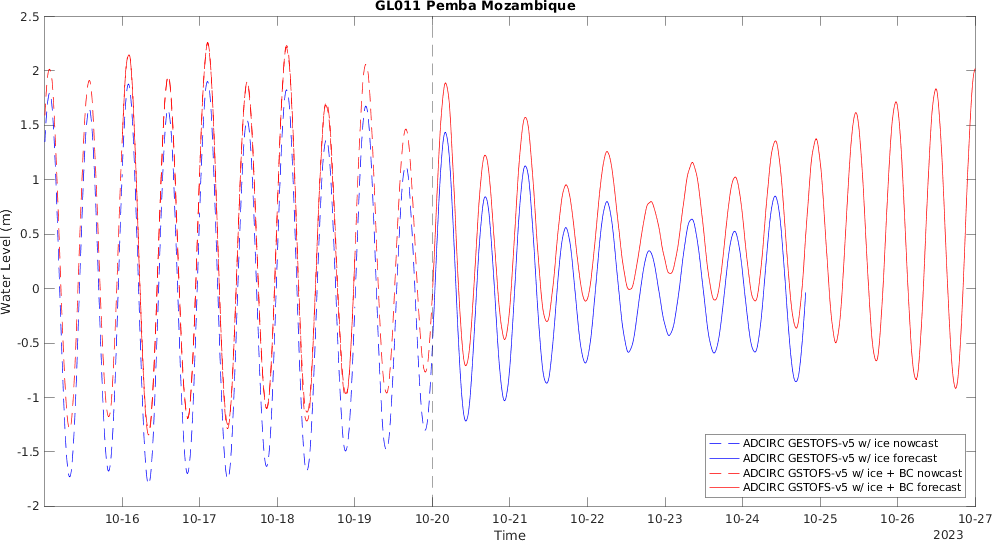 GL011 Pemba Mozambique
2.5
2
1.5
1
0.5
0
-0.5
-1
-1.5
-2
Water Level (m)
10-16 10-17 10-18 10-19 10-20 10-21 10-22 10-23 10-24 10-25 10-26 10-27
Time
2023
ADCIRC GESTOFS-v5 w/ ice nowcast
ADCIRC GESTOFS-v5 w/ ice forecast
ADCIRC GSTOFS-v5 w/ ice + BC nowcast
ADCIRC GSTOFS-v5 w/ ice + BC forecast